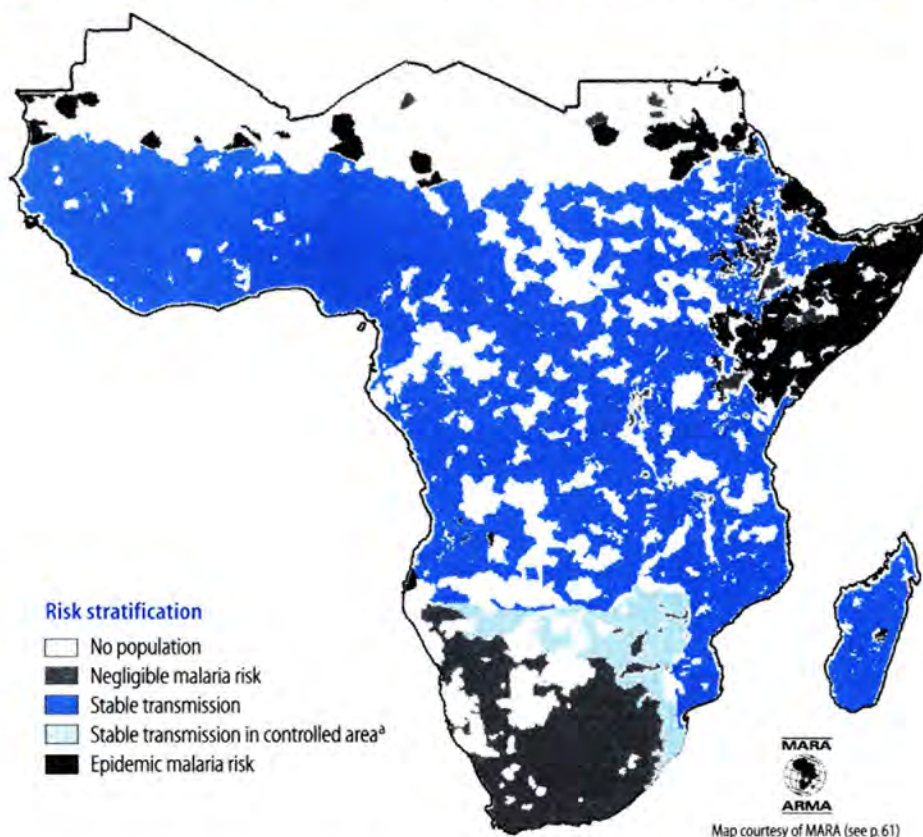 Risk stratification
No population
Negligible malaria risk
Stable transmission
Stable transmission in controlled areaᵃ
Epidemic malaria risk
MARA
ARMA
Map courtesy of MARA (see p.61)